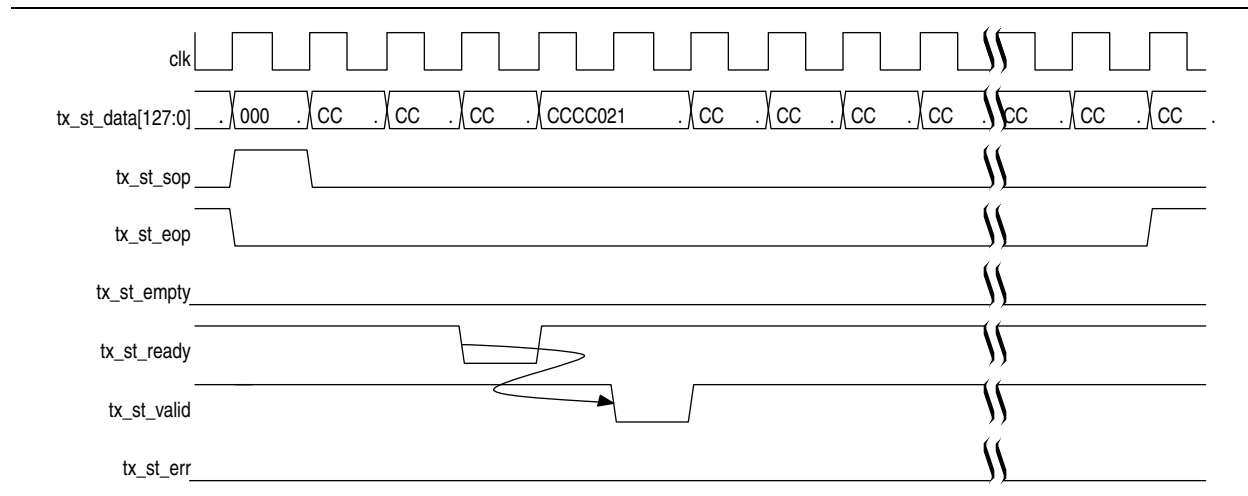 clk
tx_st_data[127:0] . 000 . CC . CC . CC . CCCC021 . CC . CC . CC . CC . CC . CC . CC .
tx_st_sop
tx_st_eop
tx_st_empty
tx_st_ready
tx_st_valid
tx_st_err